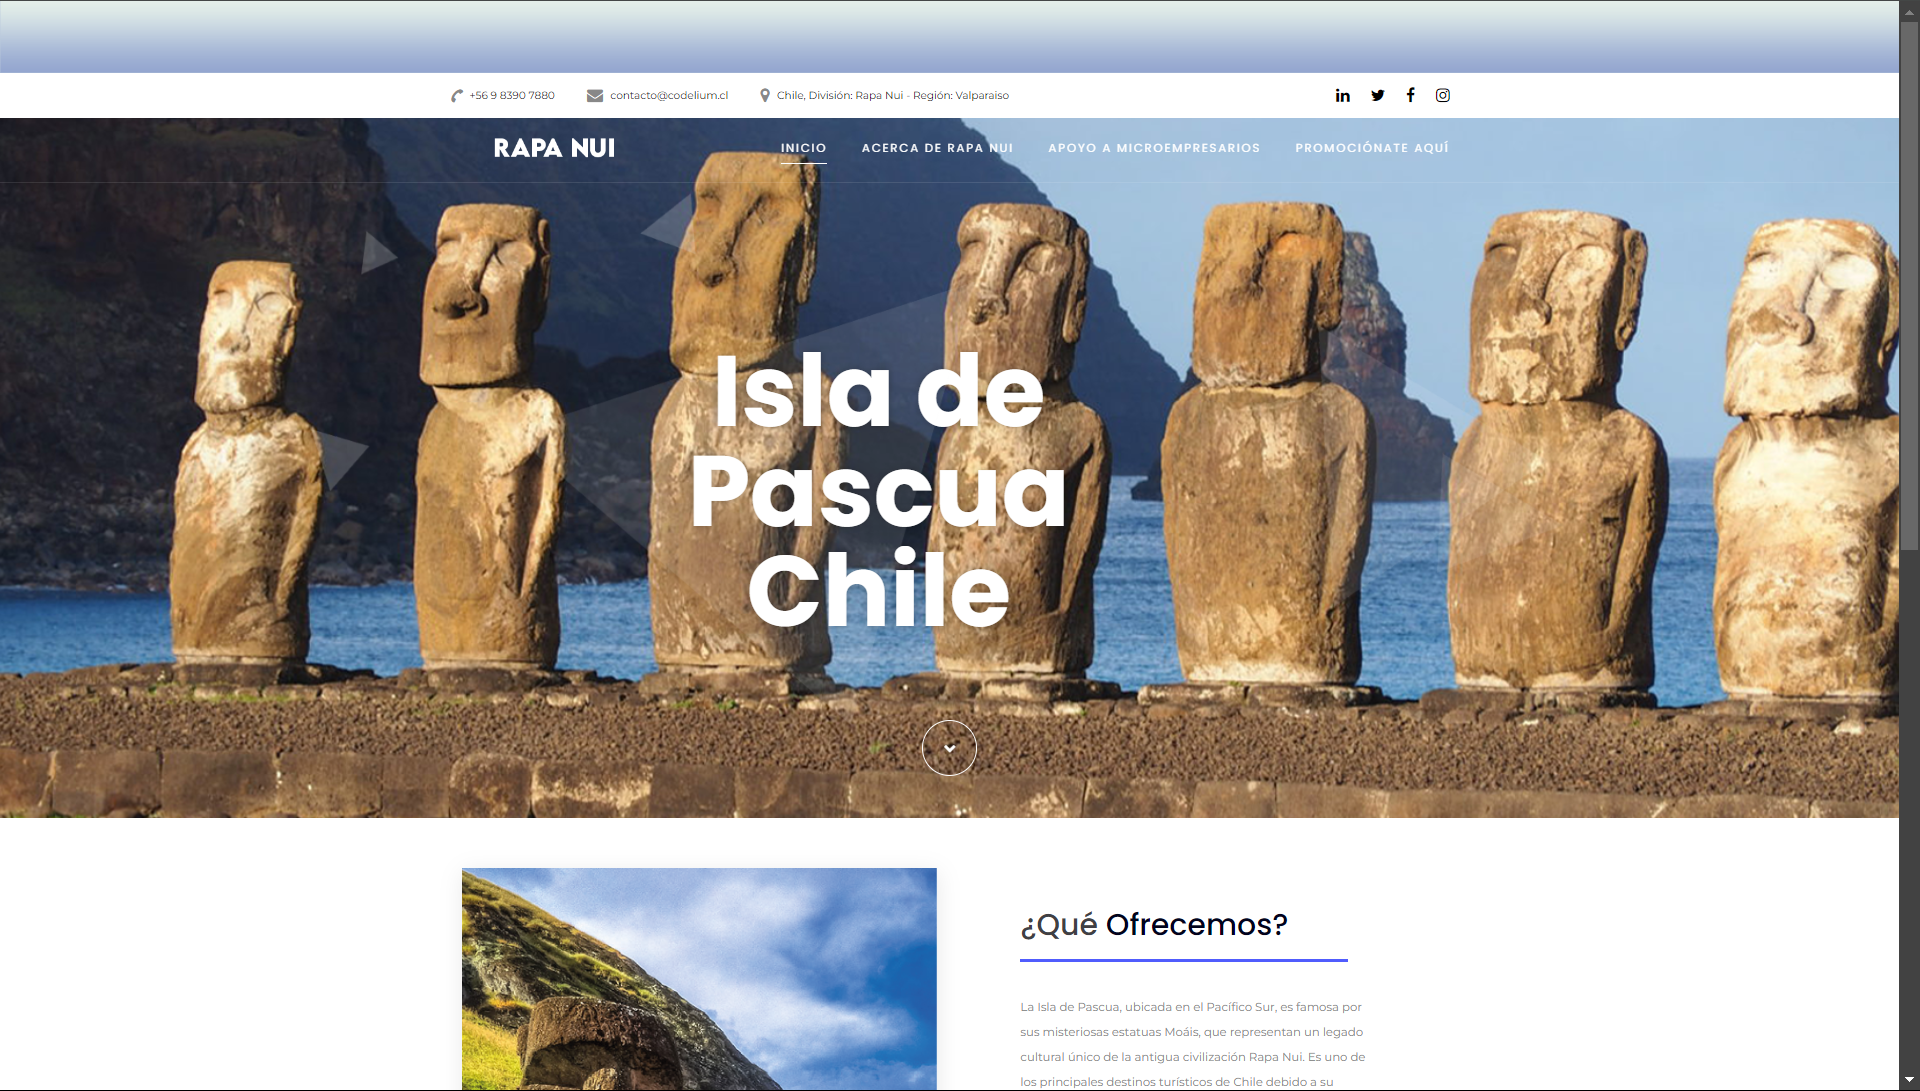 +56 9 8390 7880
contacto@codelium.cl
Chile, División: Rapa Nui - Región: Valparaiso
RAPA NUI
INICIO
ACERCA DE RAPA NUI
APOYO A MICROEMPRESARIOS
PROMOCIÓNATE AQUÍ
Isla de
Pascua
Chile
¿Qué Ofrecemos?
La Isla de Pascua, ubicada en el Pacífico Sur, es famosa por
sus misteriosas estatuas Moáis, que representan un legado
cultural único de la antigua civilización Rapa Nui. Es uno de
los principales destinos turísticos de Chile debido a su